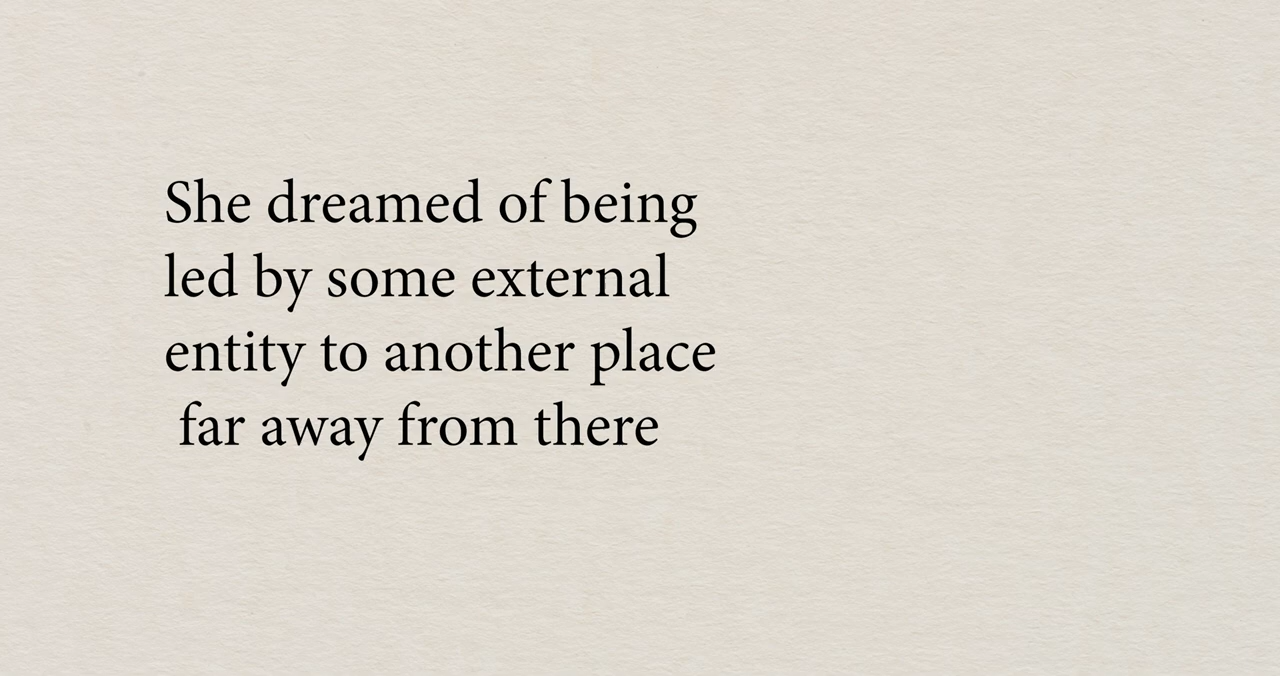 She dreamed of being
led by some external
entity to another place
far away from there